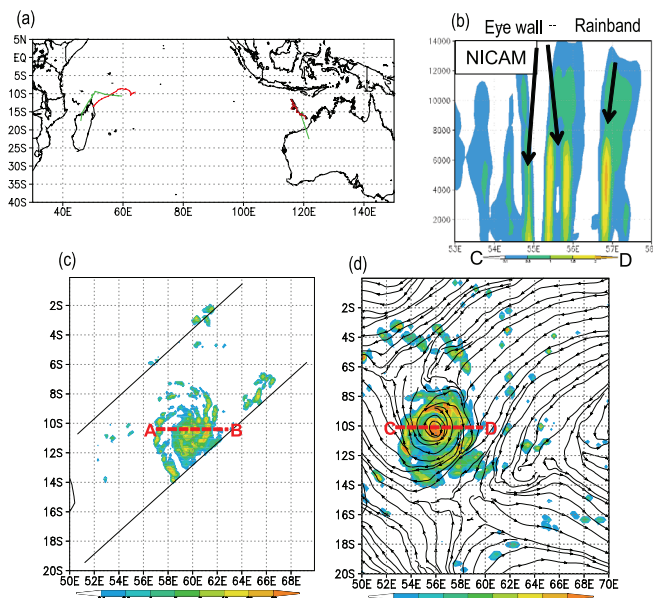 (a)
5N
EQ
5S
10S
15S
20S
25S
30S
35S
40S
40E 60E 80E 100E 120E 140E
(b)
Eye wall -- Rainband
NICAM
14000
12000
10000
8000
6000
4000
2000
53E 55E 57E
C D
(c)
2S
4S
6S
8S
10S
12S
14S
16S
18S
20S
A B
50E 52E 54E 56E 58E 60E 62E 64E 66E 68E
(d)
2S
4S
6S
8S
10S
12S
14S
16S
18S
20S
C D
50E 52E 54E 56E 58E 60E 62E 64E 66E 70E